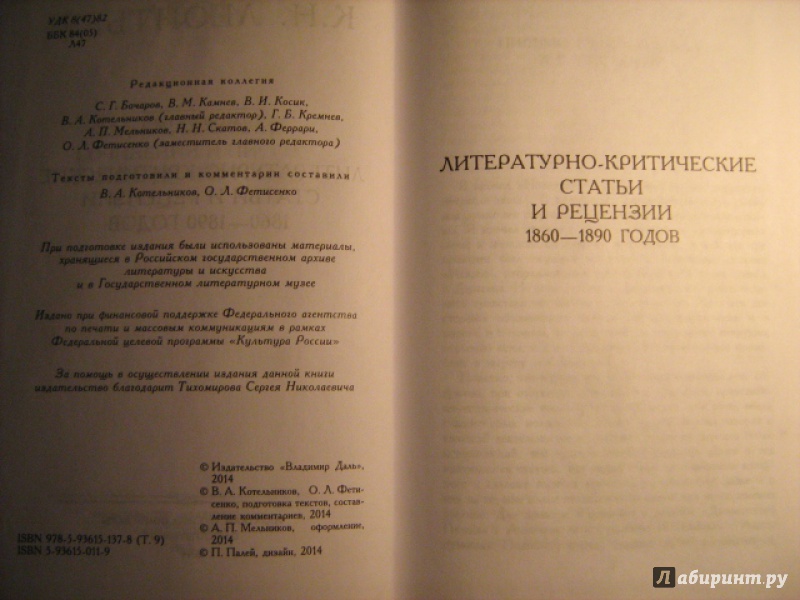 УДК 8(47)82
ББК 84(05)
Л47
Редакционная коллегия
С. Г. Бочаров, В. М. Камнев, В. И. Косик,
В. А. Котельников (главный редактор), Г. Б. Кремнев,
А. П. Мельников, Н. Н. Скатов, А. Феррари,
О. Л. Фетисенко (заместитель главного редактора)
Тексты подготовили и комментарии составили
В. А. Котельников, О. Л. Фетисенко
При подготовке издания были использованы материалы,
хранящиеся в Российском государственном архиве
литературы и искусства
и в Государственном литературном музее
Издано при финансовой поддержке Федерального агентства
по печати и массовым коммуникациям в рамках
Федеральной целевой программы «Культура России»
За помощь в осуществлении издания данной книги
издательство благодарит Тихомирова Сергея Николаевича
© Издательство «Владимир Даль»,
2014
© В. А. Котельников, О. Л. Фети-
сенко, подготовка текстов, состав-
ление комментариев, 2014
© А. П. Мельников, оформление,
2014
© П. Палей, дизайн, 2014
ISBN 978-5-93615-137-8 (Т. 9)
ISBN 5-93615-011-9
ЛИТЕРАТУРНО-КРИТИЧЕСКИЕ
СТАТЬИ
И РЕЦЕНЗИИ
1860—1890 ГОДОВ
Лабиринт.ру